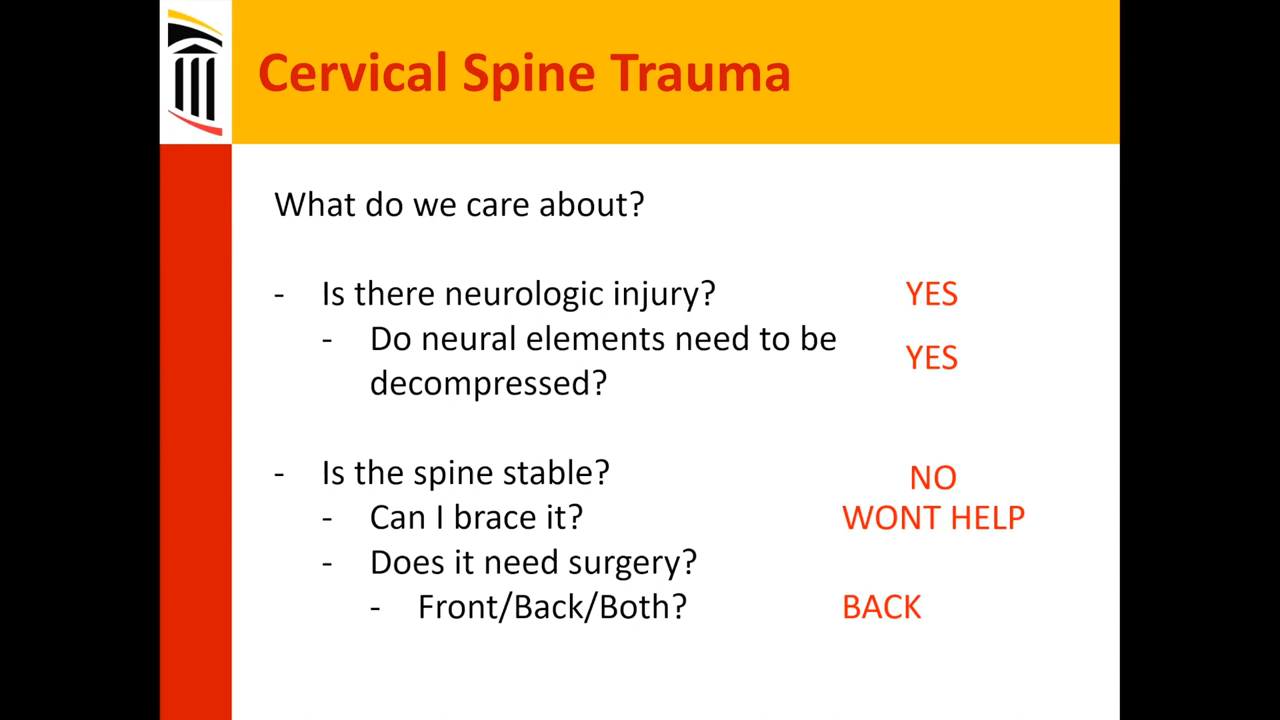 Cervical Spine Trauma
What do we care about?
- Is there neurologic injury? YES
- Do neural elements need to be
decompressed? YES
- Is the spine stable? NO
- Can I brace it? WONT HELP
- Does it need surgery?
- Front/Back/Both? BACK